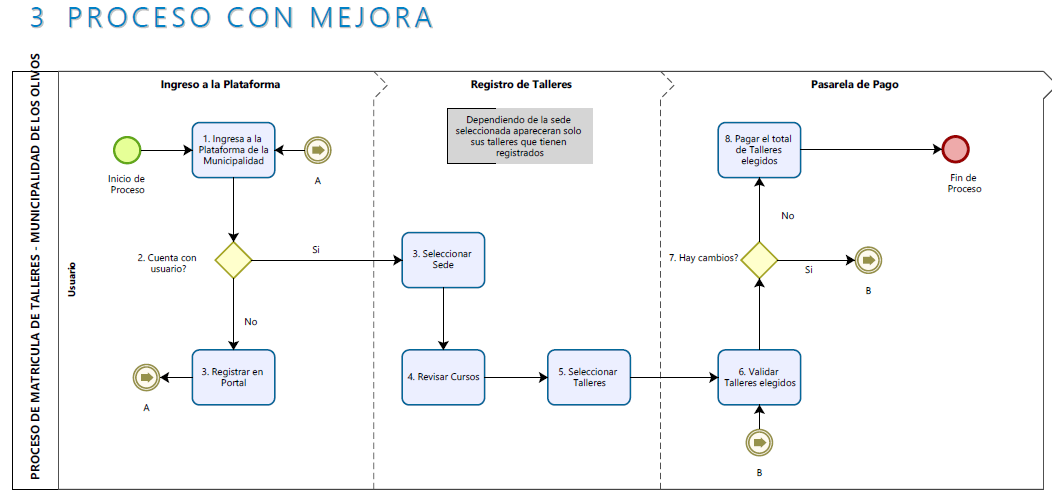 3 PROCESO CON MEJORA
PROCESO DE MATRICULA DE TALLERES - MUNICIPALIDAD DE LOS OLIVOS
Usuario
Ingreso a la Plataforma
Registro de Talleres
Pasarela de Pago
Inicio de
Proceso
1. Ingresa a la
Plataforma de la
Municipalidad
A
2. Cuenta con
usuario?
Si
No
3. Registrar en
Portal
A
Dependiendo de la sede
seleccionada apareceran solo
sus talleres que tienen
registrados
3. Seleccionar
Sede
4. Revisar Cursos
5. Seleccionar
Talleres
8. Pagar el total
de Talleres
elegidos
Fin de
Proceso
No
7. Hay cambios?
Si
B
6. Validar
Talleres elegidos
B